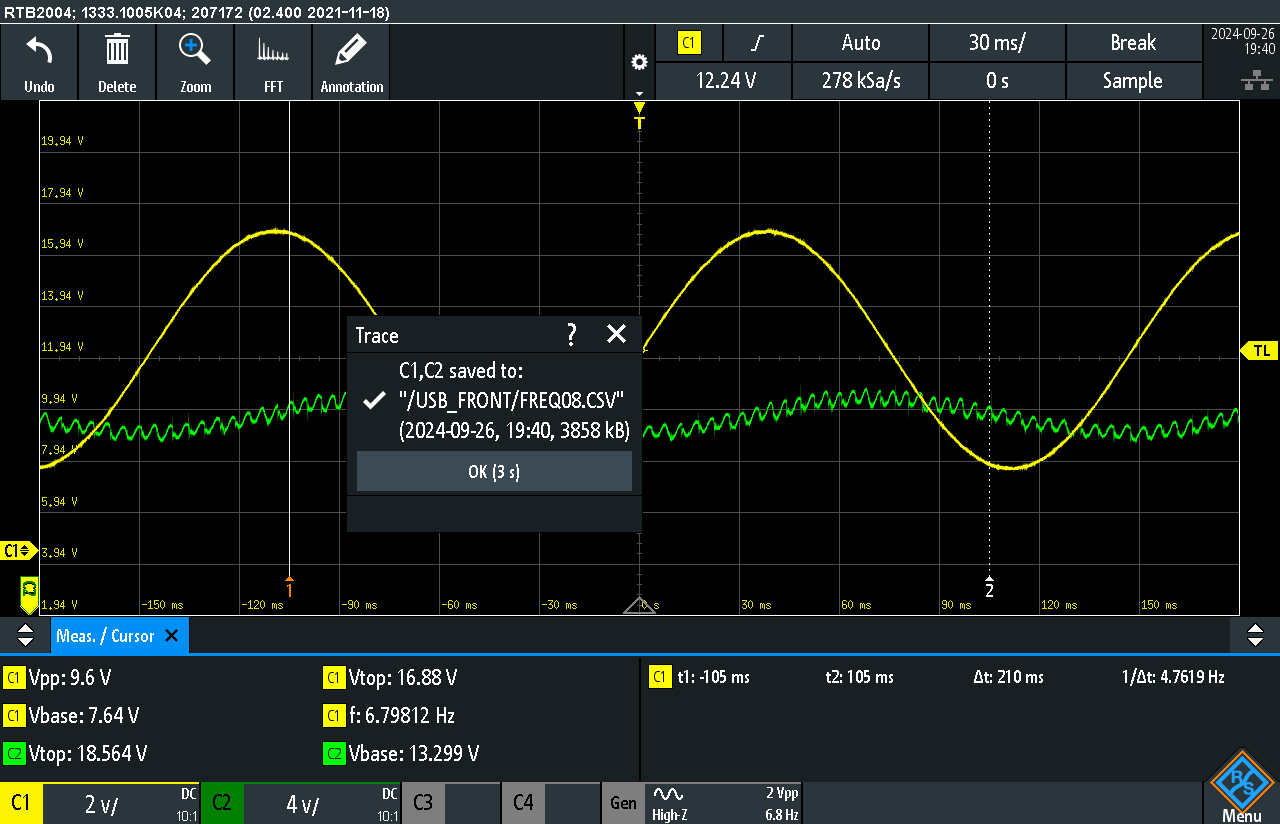 RTB2004; 1333.1005K04; 207172 (02.400 2021-11-18)
Undo
Delete
Zoom
FFT
Annotation
C1
Auto
30 ms/
Break
12.24 V
278 kSa/s
0 s
Sample
2024-09-26
19:40
T
19.94 V
17.94 V
15.94 V
13.94 V
11.94 V
9.94 V
7.94 V
5.94 V
3.94 V
1.94 V
TL
C1
Trace ?
C1,C2 saved to:
"/USB_FRONT/FREQ08.CSV"
(2024-09-26, 19:40, 3858 kB)
OK (3 s)
1
2
-150 ms
-120 ms
-90 ms
-60 ms
-30 ms
0 s
30 ms
60 ms
90 ms
120 ms
150 ms
Meas. / Cursor
C1 Vpp: 9.6 V
C1 Vtop: 16.88 V
C1 Vbase: 7.64 V
C1 f: 6.79812 Hz
C2 Vtop: 18.564 V
C2 Vbase: 13.299 V
C1 t1: -105 ms
t2: 105 ms
Δt: 210 ms
1/Δt: 4.7619 Hz
C1
2 v/
DC
10:1
C2
4 v/
DC
10:1
C3
C4
Gen
High-Z
2 Vpp
6.8 Hz
R&S
Menu